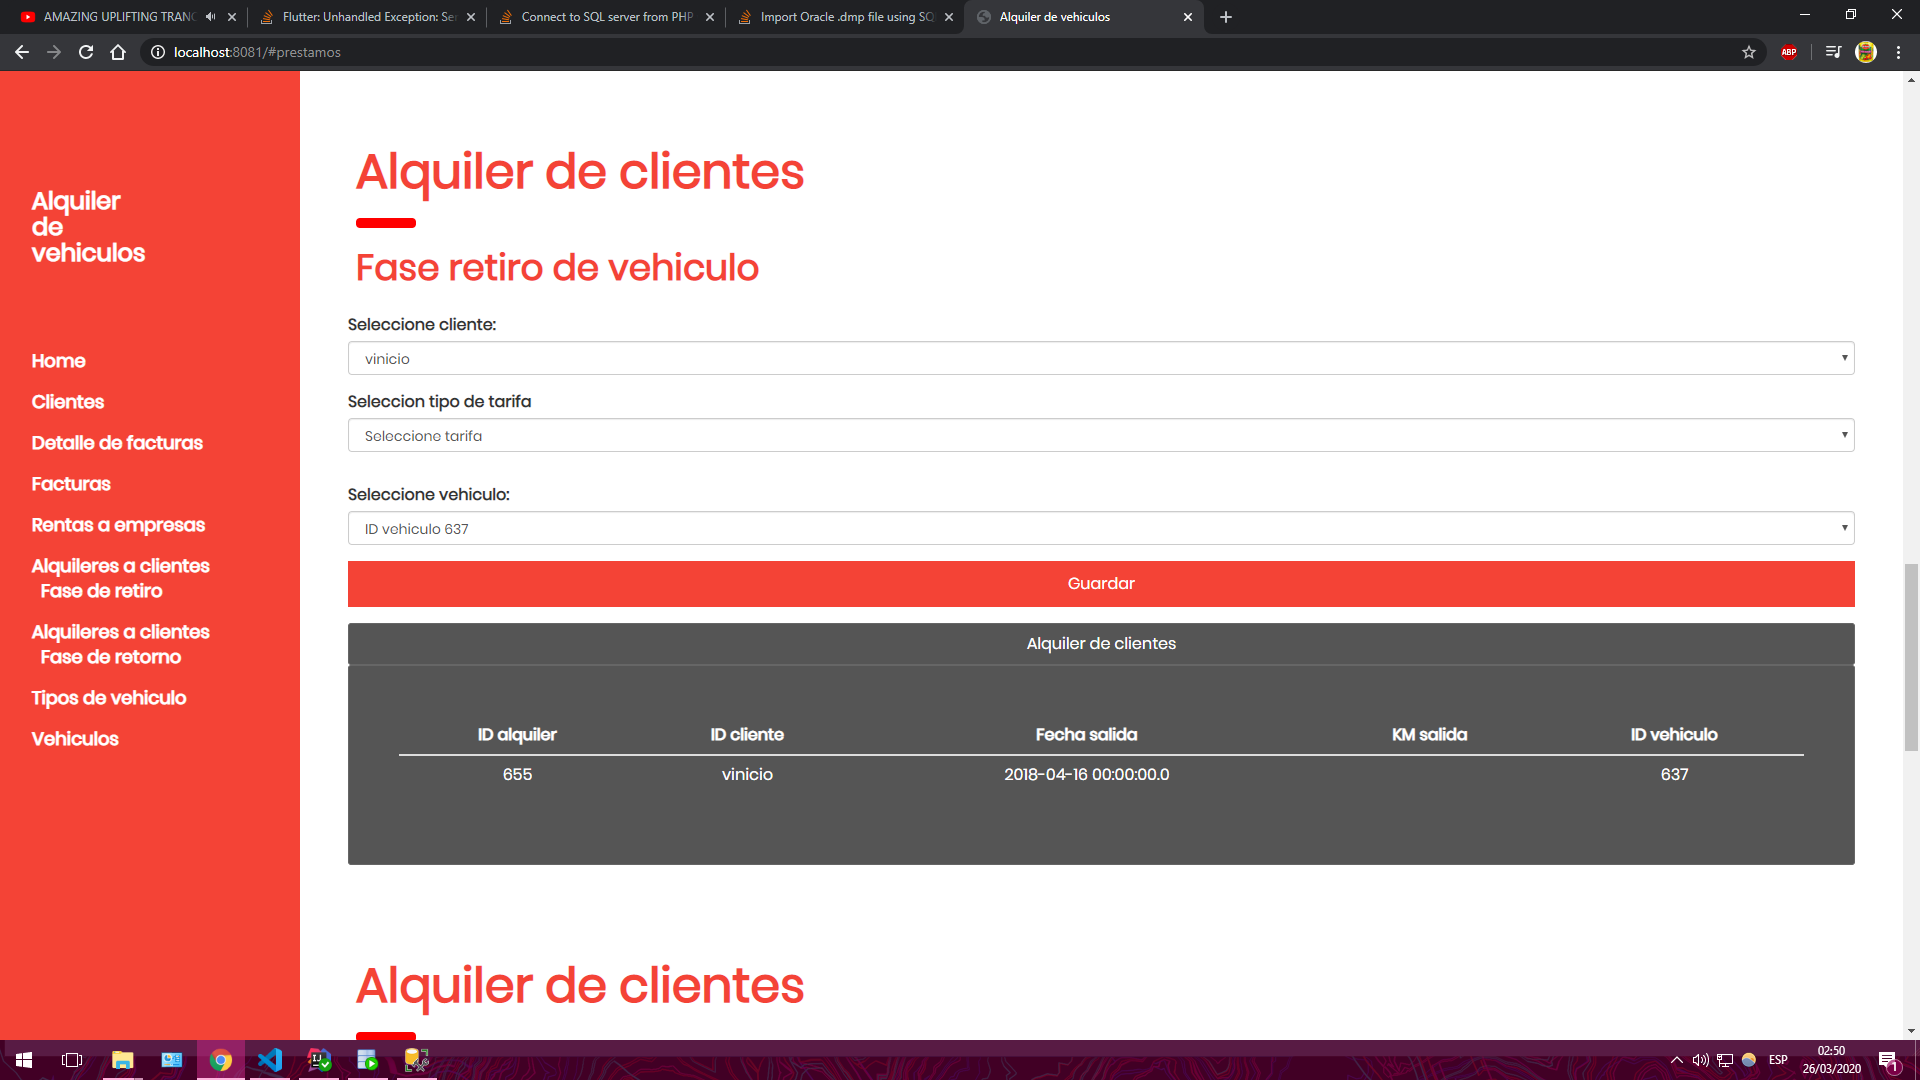 AMAZING UPLIFTING TRANC
Flutter: Unhandled Exception: Ser
Connect to SQL server from PHP
Import Oracle .dmp file using SQ
Alquiler de vehiculos
localhost:8081/#prestamos
ABP
Alquiler
de
vehiculos
Home
Clientes
Detalle de facturas
Facturas
Rentas a empresas
Alquileres a clientes
Fase de retiro
Alquileres a clientes
Fase de retorno
Tipos de vehiculo
Vehiculos
Alquiler de clientes
Fase retiro de vehiculo
Seleccione cliente:
vinicio
Seleccion tipo de tarifa
Seleccione tarifa
Seleccione vehiculo:
ID vehiculo 637
Guardar
Alquiler de clientes
ID alquiler ID cliente Fecha salida KM salida ID vehiculo
655 vinicio 2018-04-16 00:00:00.0 637
Alquiler de clientes
ESP
02:50
26/03/2020
1